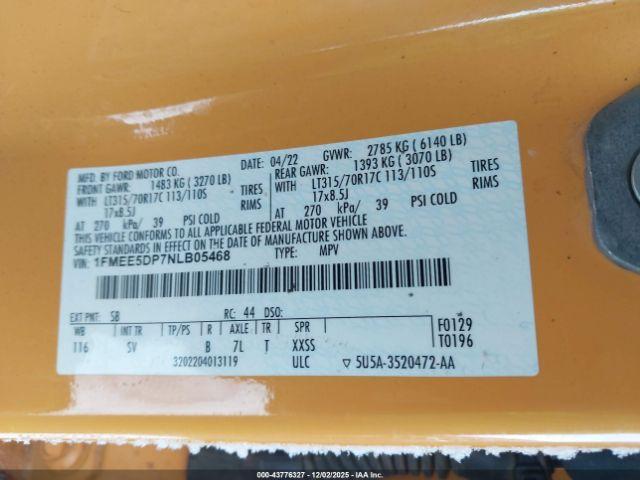 MFD. BY FORD MOTOR CO.
DATE: 04/22 GVWR: 2785 KG ( 6140 LB)
FRONT GAWR: 1483 KG ( 3270 LB) REAR GAWR: 1393 KG ( 3070 LB)
WITH LT315/70R17C 113/110S TIRES WITH LT315/70R17C 113/110S TIRES
17x8.5J RIMS 17x8.5J RIMS
AT 270 kPa/ 39 PSI COLD AT 270 kPa/ 39 PSI COLD
THIS VEHICLE CONFORMS TO ALL APPLICABLE FEDERAL MOTOR VEHICLE
SAFETY STANDARDS IN EFFECT ON THE DATE OF MANUFACTURE SHOWN ABOVE.
1FMEE5DP7NLB05468 TYPE: MPV
EXT PNT: SB RC: 44 DSO:
WB INT TR TP/PS R AXLE TR SPR F0129
116 SV B 7L T XXSS T0196
3202204013119 ULC ▽ 5U5A-3520472-AA
200-43776327 - 12/02/2025 - IAA Inc.